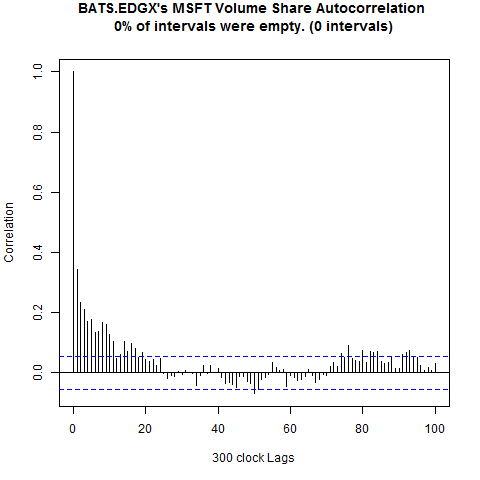 BATS.EDGX's MSFT Volume Share Autocorrelation
0% of intervals were empty. (0 intervals)
1.0
0.8
0.6
0.4
0.2
0.0
Correlation
0 20 40 60 80 100
300 clock Lags